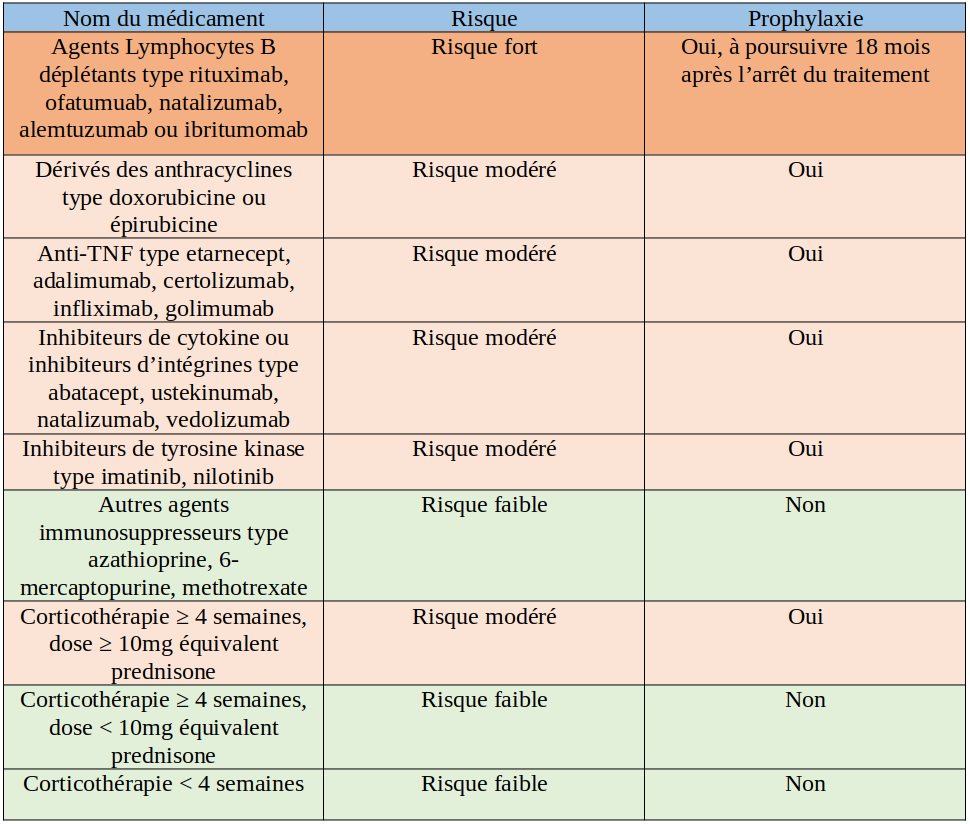 Nom du médicament
Risque
Prophylaxie
Agents Lymphocytes B
déplétants type rituximab,
ofatumuab, natalizumab,
alemtuzumab ou ibritumomab
Risque fort
Oui, à poursuivre 18 mois
après l’arrêt du traitement
Dérivés des anthracyclines
type doxorubicine ou
épirubicine
Risque modéré
Oui
Anti-TNF type etarnecept,
adalimumab, certolizumab,
infliximab, golimumab
Risque modéré
Oui
Inhibiteurs de cytokine ou
inhibiteurs d’intégrines type
abatacept, ustekinumab,
natalizumab, vedolizumab
Risque modéré
Oui
Inhibiteurs de tyrosine kinase
type imatinib, nilotinib
Risque modéré
Oui
Autres agents
immunosuppresseurs type
azathioprine, 6-
mercaptopurine, methotrexate
Risque faible
Non
Corticothérapie ≥ 4 semaines,
dose ≥ 10mg équivalent
prednisone
Risque modéré
Oui
Corticothérapie ≥ 4 semaines,
dose < 10mg équivalent
prednisone
Risque faible
Non
Corticothérapie < 4 semaines
Risque faible
Non